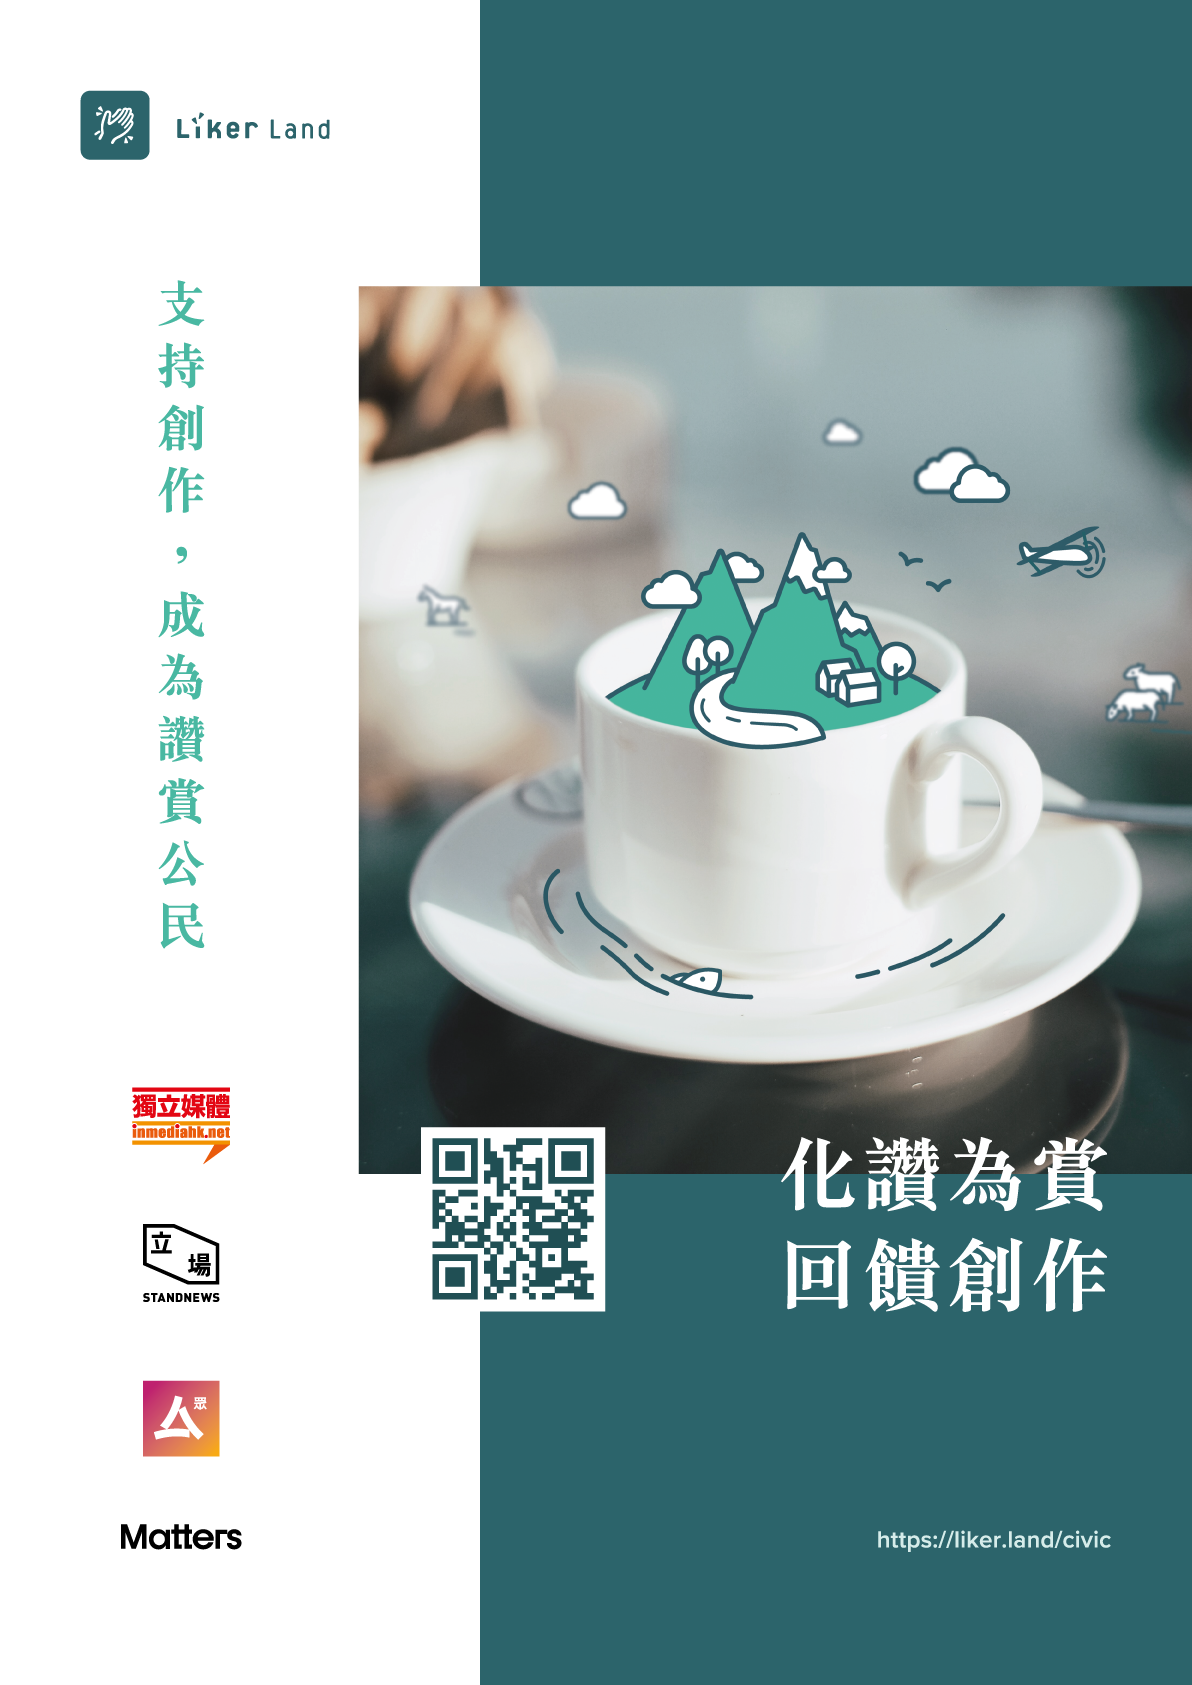 Liker Land
支持創作，成為讚賞公民
獨立媒體
inmediahk.net
立場
STANDNEWS
眾
Matters
化讚為賞
回饋創作
https://liker.land/civic